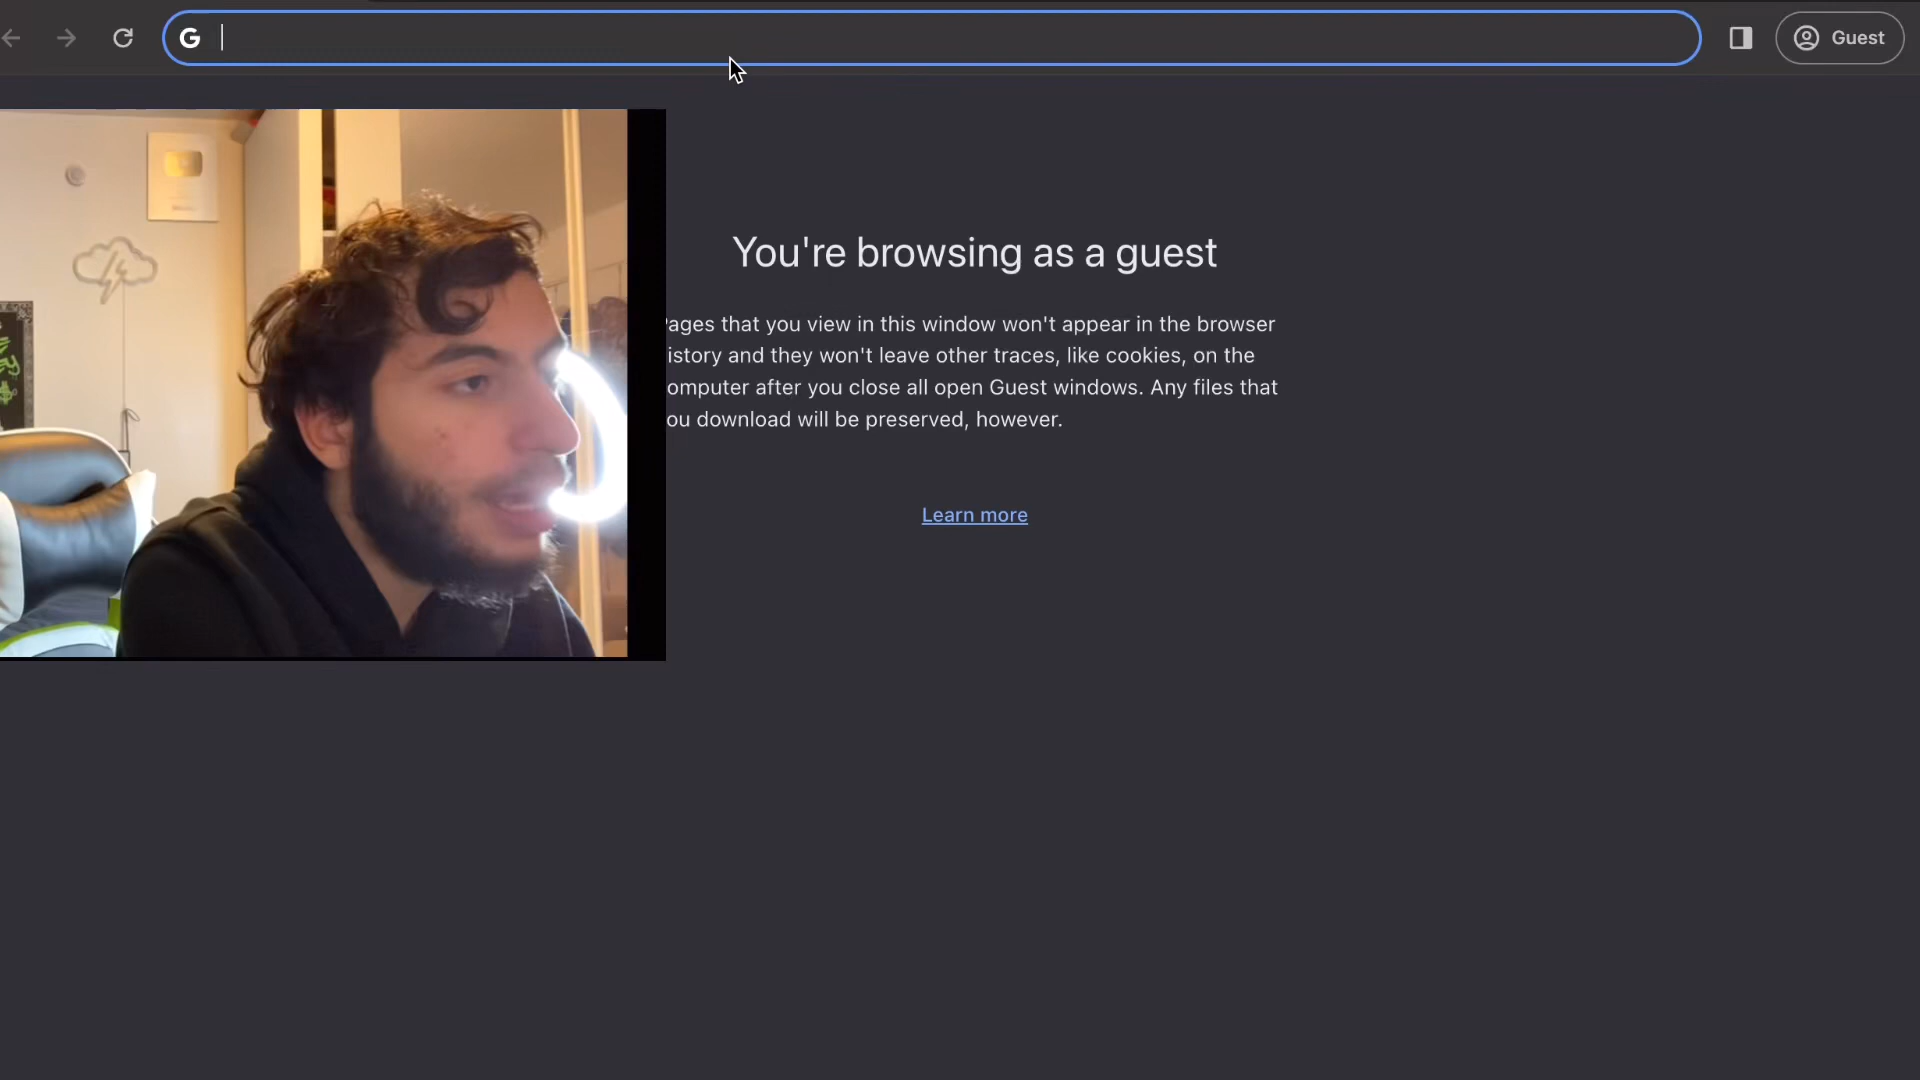 Guest
You're browsing as a guest
ages that you view in this window won't appear in the browser
istory and they won't leave other traces, like cookies, on the
omputer after you close all open Guest windows. Any files that
ou download will be preserved, however.
Learn more